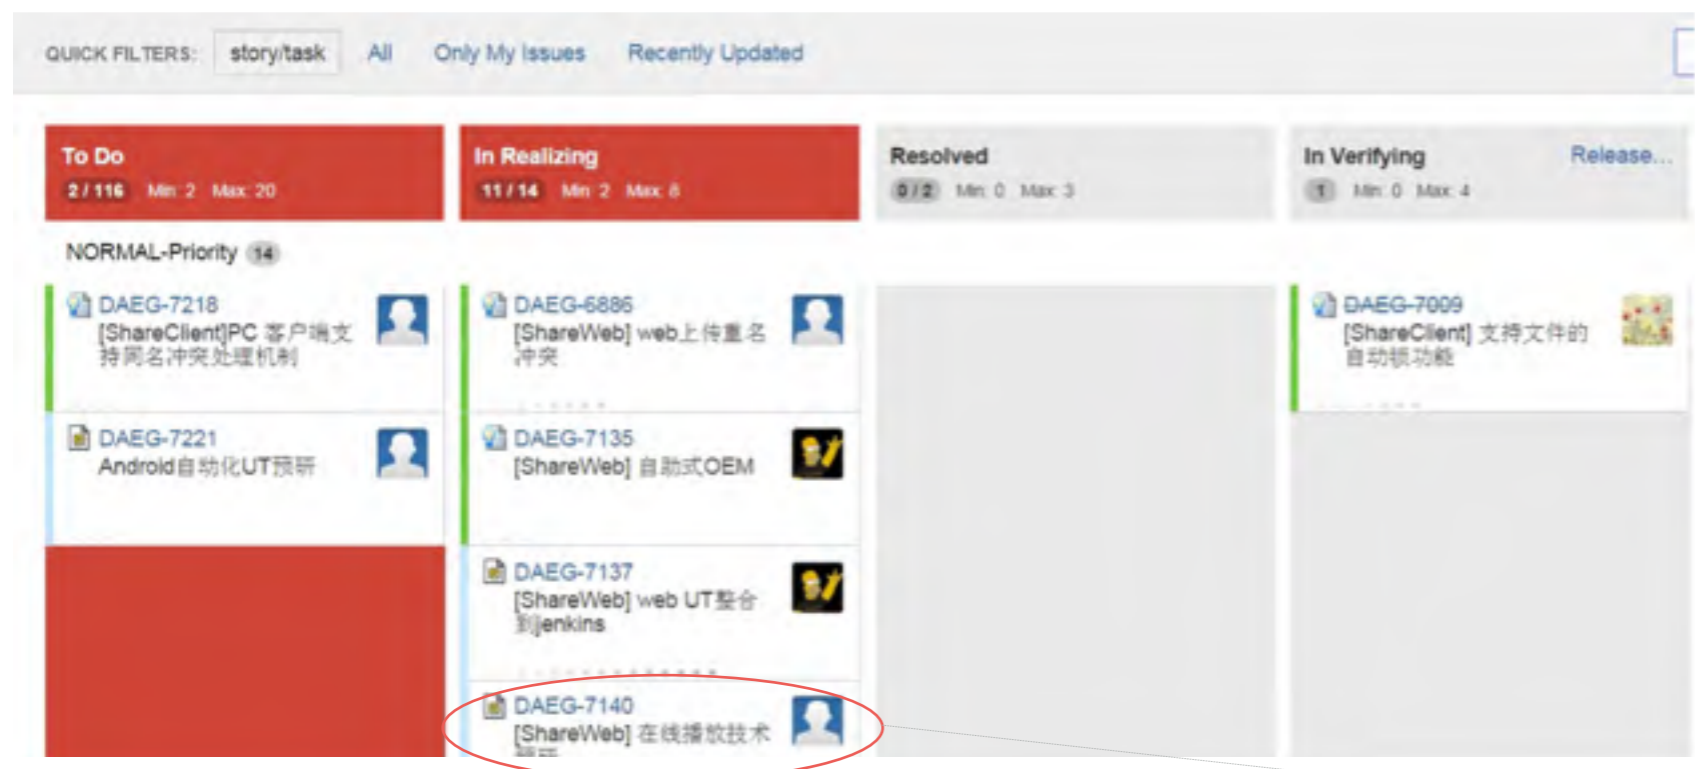 QUICK FILTERS: story/task All Only My Issues Recently Updated
To Do
2 / 116 Min: 2 Max: 20
In Realizing
11 / 14 Min: 2 Max: 8
Resolved
0 / 2 Min: 0 Max: 3
In Verifying Release...
1 Min: 0 Max: 4
NORMAL-Priority 14
DAEG-7218
[ShareClient]PC 客户端支
持同名冲突处理机制
DAEG-7221
Android自动化UT预研
DAEG-6886
[ShareWeb] web上传重名
冲突
DAEG-7135
[ShareWeb] 自助式OEM
DAEG-7137
[ShareWeb] web UT整合
到jenkins
DAEG-7140
[ShareWeb] 在线播放技术
DAEG-7009
[ShareClient] 支持文件的
自动锁功能